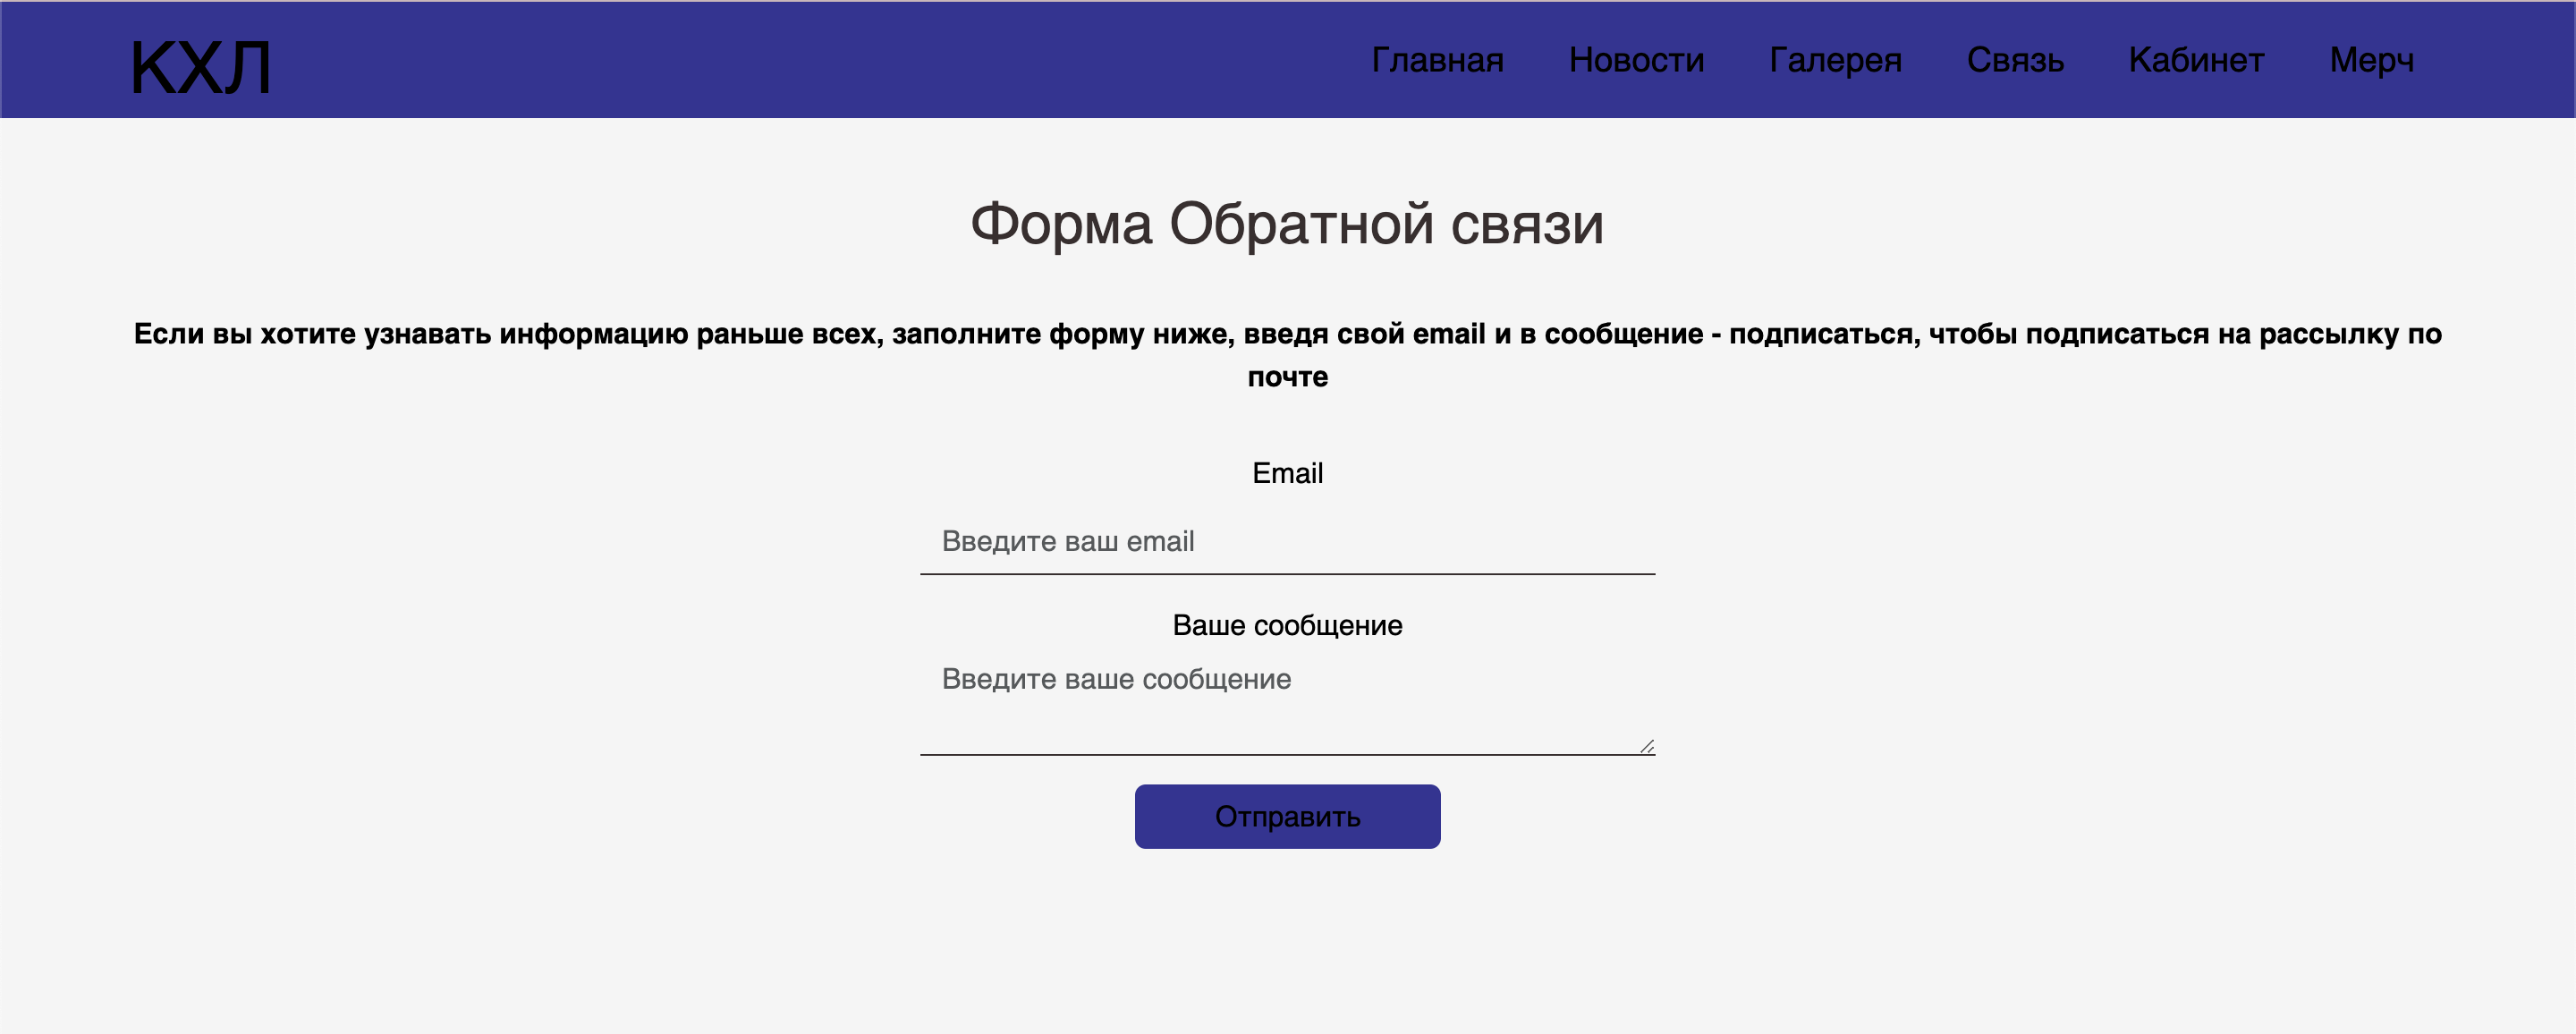 КХЛ
Главная Новости Галерея Связь Кабинет Мерч
Форма Обратной связи
Если вы хотите узнавать информацию раньше всех, заполните форму ниже, введя свой email и в сообщение - подписаться, чтобы подписаться на рассылку по
почте
Email
Введите ваш email
Ваше сообщение
Введите ваше сообщение
Отправить